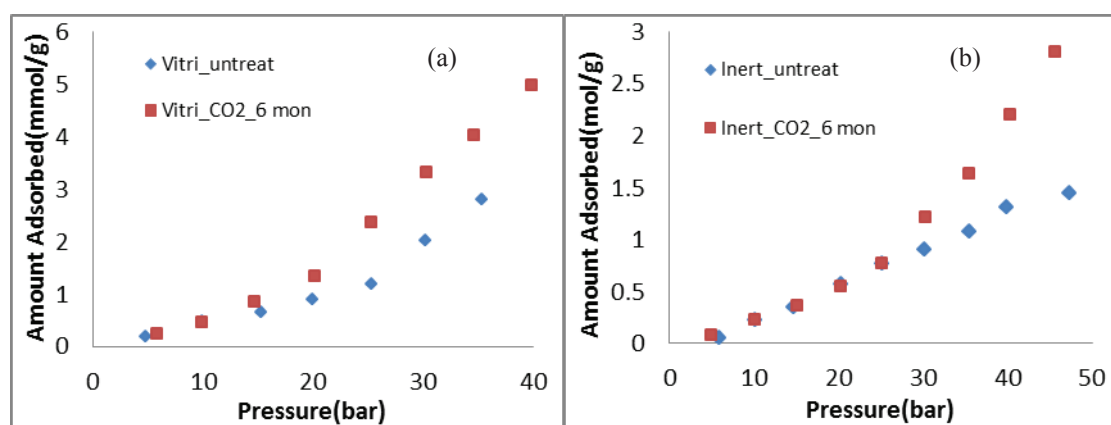 Amount Adsorbed(mmol/g)
6
5
4
3
2
1
0
Vitri_untreat
Vitri_CO2_6 mon
(a)
0 10 20 30 40
Pressure(bar)
Amount Adsorbed(mol/g)
3
2.5
2
1.5
1
0.5
0
Inert_untreat
Inert_CO2_6 mon
(b)
0 10 20 30 40 50
Pressure(bar)